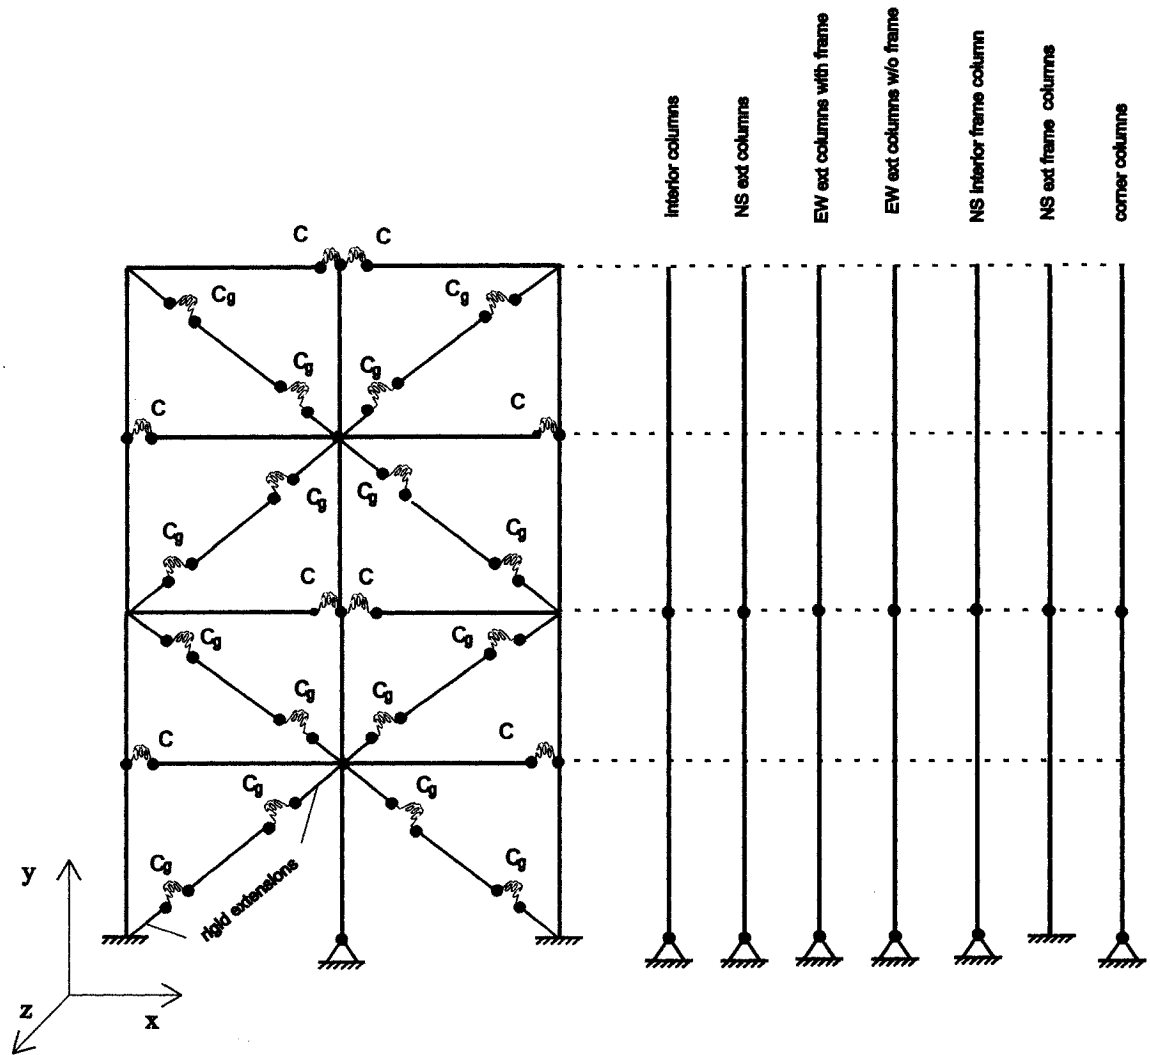 interior columns
NS ext columns
EW ext columns with frame
EW ext columns w/o frame
NS interior frame column
NS ext frame columns
corner columns
C C
Cg Cg
Cg Cg
C C
Cg Cg
Cg Cg
C C
Cg Cg
Cg Cg
C C
Cg Cg
Cg Cg
rigid extensions
y
z
x